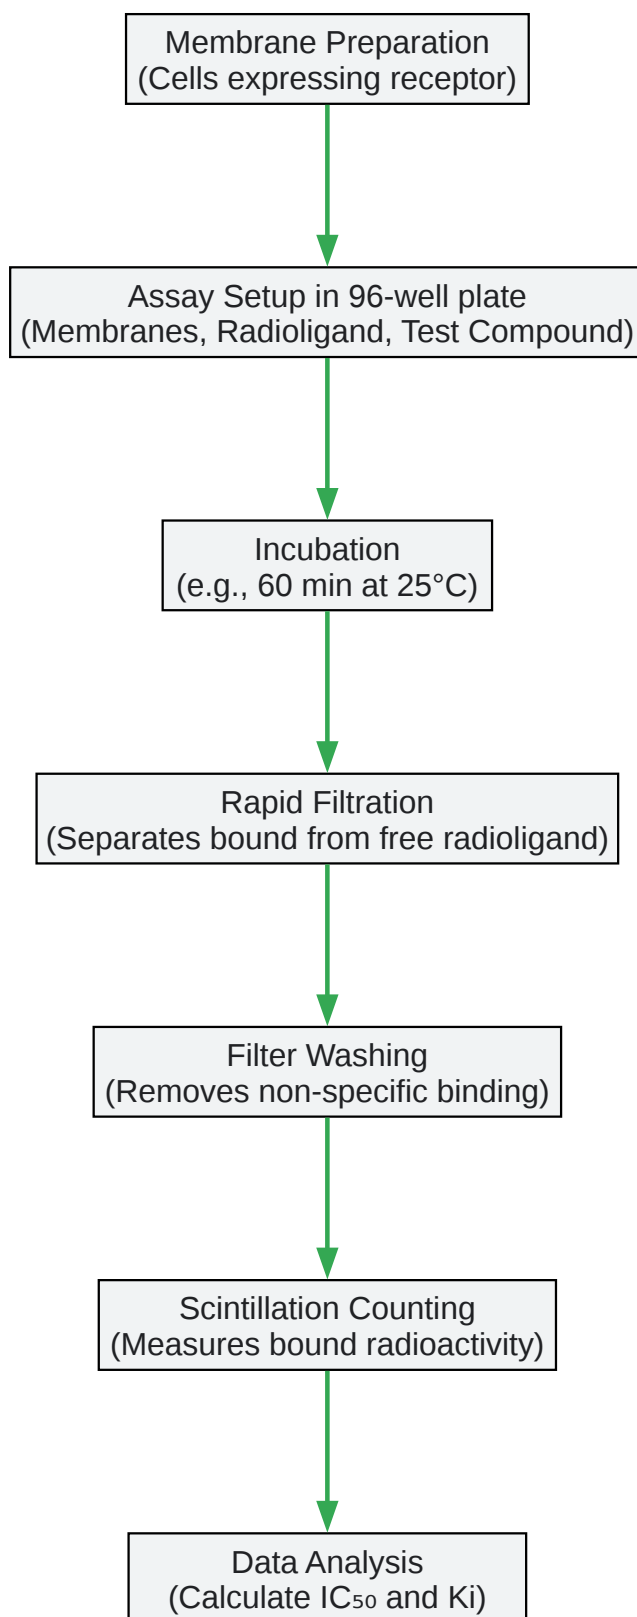 Membrane Preparation
(Cells expressing receptor)
Assay Setup in 96-well plate
(Membranes, Radioligand, Test Compound)
Incubation
(e.g., 60 min at 25°C)
Rapid Filtration
(Separates bound from free radioligand)
Filter Washing
(Removes non-specific binding)
Scintillation Counting
(Measures bound radioactivity)
Data Analysis
(Calculate IC₅₀ and Ki)